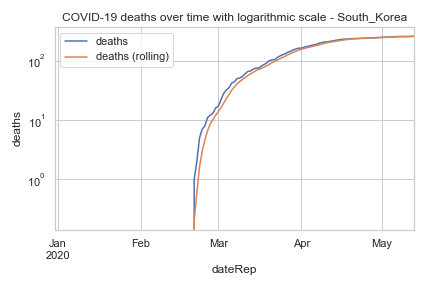 COVID-19 deaths over time with logarithmic scale - South_Korea
deaths
deaths (rolling)
deaths
10²
10¹
10⁰
Jan Feb Mar Apr May
2020
dateRep